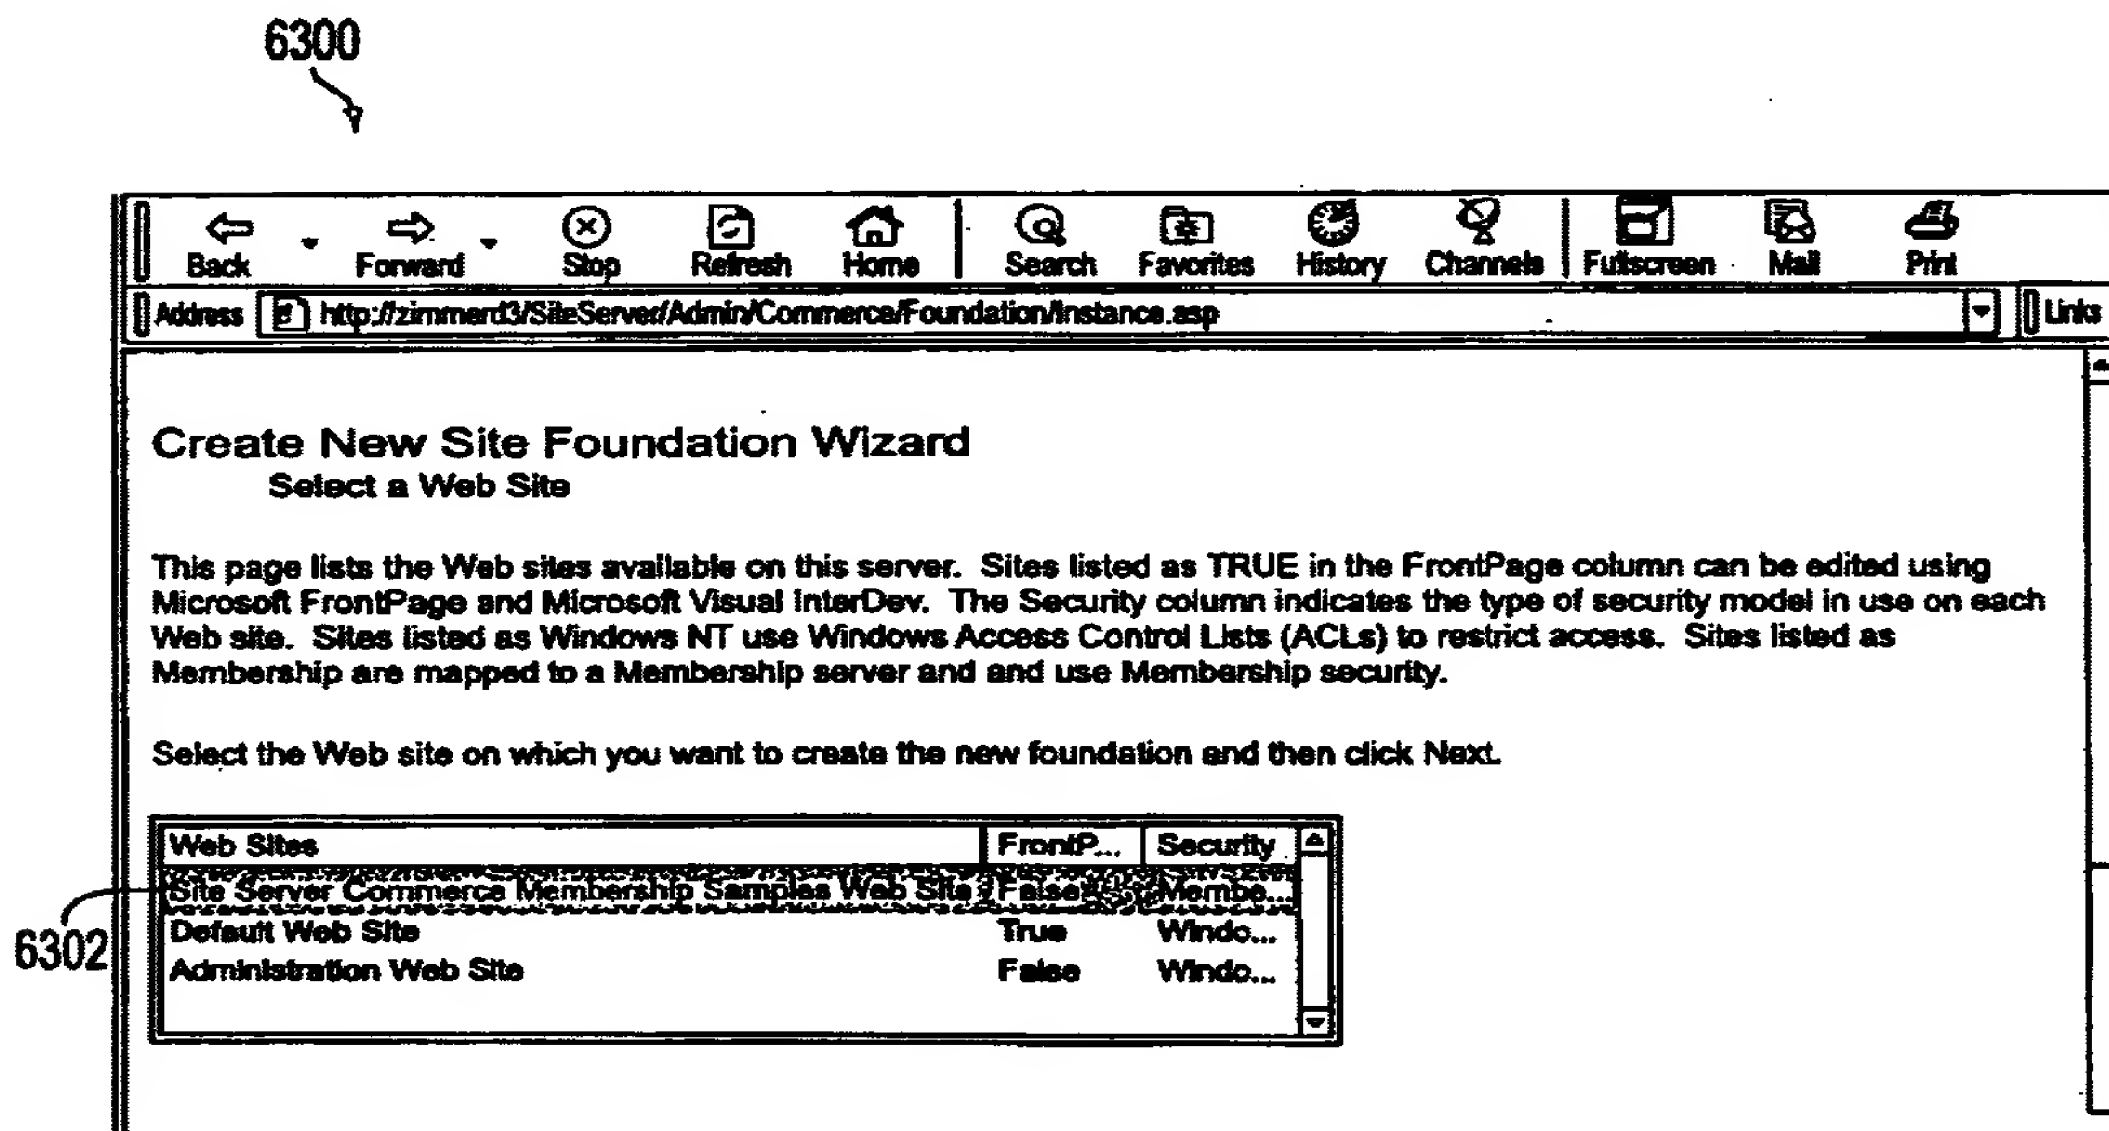 6300
Back Forward Stop Refresh Home Search Favorites History Channels Fullscreen Mail Print
Address http://zimmerd3/SiteServer/Admin/Commerce/Foundation/Instance.asp Links
Create New Site Foundation Wizard
Select a Web Site
This page lists the Web sites available on this server. Sites listed as TRUE in the FrontPage column can be edited using
Microsoft FrontPage and Microsoft Visual InterDev. The Security column indicates the type of security model in use on each
Web site. Sites listed as Windows NT use Windows Access Control Lists (ACLs) to restrict access. Sites listed as
Membership are mapped to a Membership server and and use Membership security.
Select the Web site on which you want to create the new foundation and then click Next.
Web Sites FrontP... Security
Site Server Commerce Membership Samples Web Site False Membe...
6302
Default Web Site True Windo...
Administration Web Site False Windo...